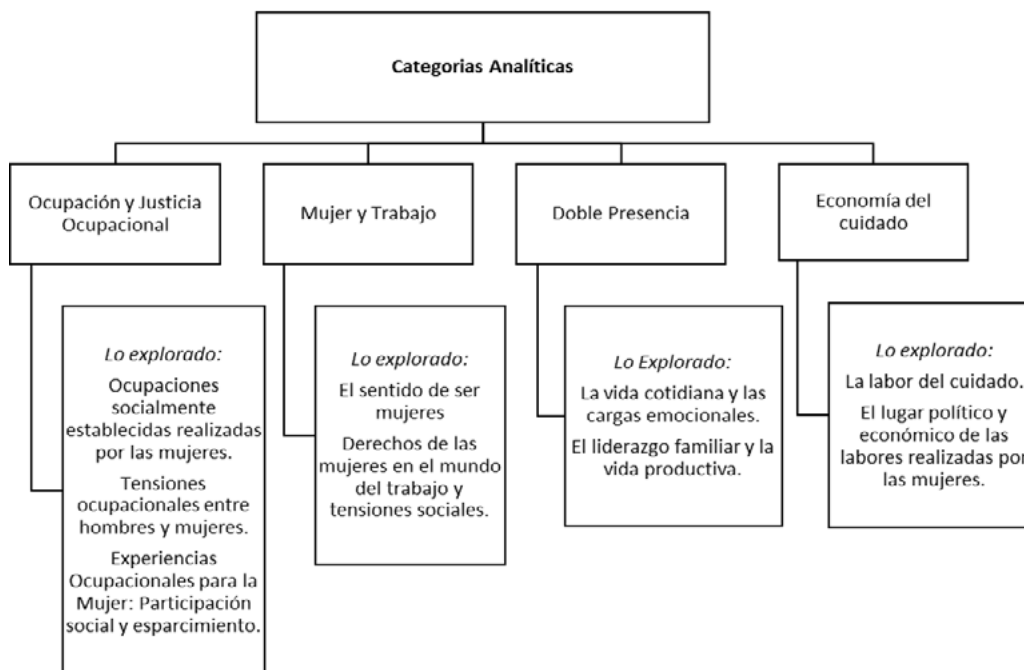 Categorias Analíticas
Ocupación y Justicia
Ocupacional
Lo explorado:
Ocupaciones
socialmente
establecidas realizadas
por las mujeres.
Tensiones
ocupacionales entre
hombres y mujeres.
Experiencias
Ocupacionales para la
Mujer: Participación
social y esparcimiento.
Mujer y Trabajo
Lo explorado:
El sentido de ser
mujeres
Derechos de las
mujeres en el mundo
del trabajo y
tensiones sociales.
Doble Presencia
Lo Explorado:
La vida cotidiana y las
cargas emocionales.
El liderazgo familiar y la
vida productiva.
Economía del
cuidado
Lo explorado:
La labor del cuidado.
El lugar político y
económico de las
labores realizadas por
las mujeres.